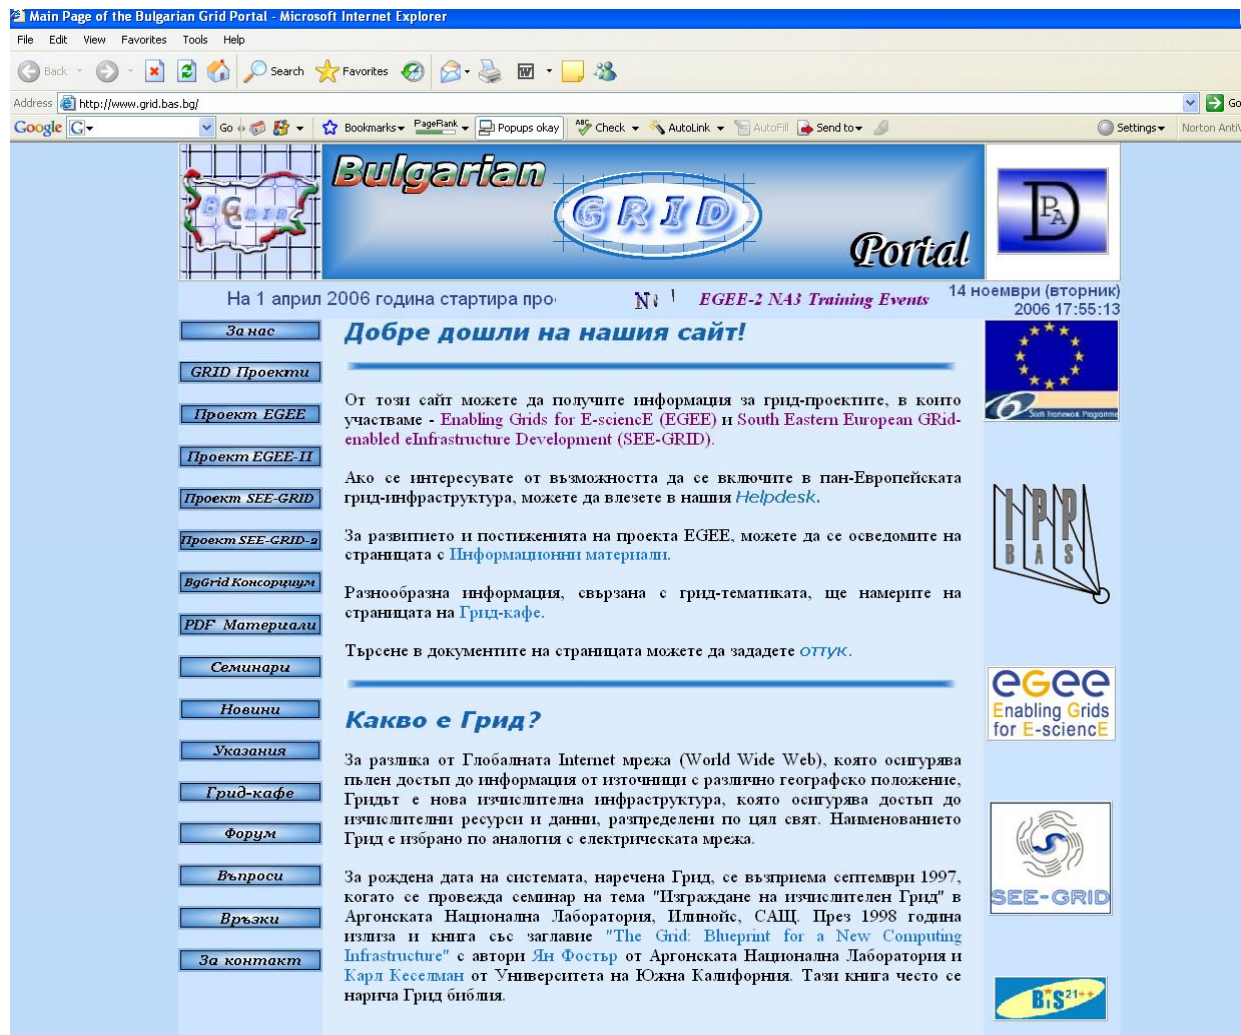 Main Page of the Bulgarian Grid Portal - Microsoft Internet Explorer
File Edit View Favorites Tools Help
Back Search Favorites
Address http://www.grid.bas.bg/ Go
Google G Go Bookmarks PageRank Popups okay ABC Check AutoLink AutoFill Send to Settings Norton AntiV
BGGRID
Bulgarian
GRID
Portal
DPA
На 1 април 2006 година стартира про
EGEE-2 NA3 Training Events
14 ноември (вторник)
2006 17:55:13
За нас
GRID Проекти
Проект EGEE
Проект EGEE-II
Проект SEE-GRID
Проект SEE-GRID-2
BgGrid Консорциум
PDF Материали
Семинари
Новини
Указания
Грид-кафе
Форум
Въпроси
Връзки
За контакт
Добре дошли на нашия сайт!
От този сайт можете да получите информация за грид-проектите, в които
участваме - Enabling Grids for E-sciencE (EGEE) и South Eastern European GRid-
enabled eInfrastructure Development (SEE-GRID).
Ако се интересувате от възможността да се включите в пан-Европейската
грид-инфраструктура, можете да влезете в нашия Helpdesk.
За развитието и постиженията на проекта EGEE, можете да се осведомите на
страницата с Информационни материали.
Разнообразна информация, свързана с грид-тематиката, ще намерите на
страницата на Грид-кафе.
Търсене в документите на страницата можете да зададете оттук.
Какво е Грид?
За разлика от Глобалната Internet мрежа (World Wide Web), която осигурява
пълен достъп до информация от източници с различно географско положение,
Гридът е нова изчислителна инфраструктура, която осигурява достъп до
изчислителни ресурси и данни, разпределени по цял свят. Наименованието
Грид е избрано по аналогия с електрическата мрежа.
За рождена дата на системата, наречена Грид, се възприема септември 1997,
когато се провежда семинар на тема "Изграждане на изчислителен Грид" в
Аргонската Национална Лаборатория, Илинойс, САЩ. През 1998 година
излиза и книга със заглавие "The Grid: Blueprint for a New Computing
Infrastructure" с автори Ян Фостър от Аргонската Национална Лаборатория и
Карл Кеселман от Университета на Южна Калифорния. Тази книга често се
нарича Грид библия.
Sixth Framework Programme
IPP
BAS
eGee
Enabling Grids
for E-sciencE
SEE-GRID
BiS21++